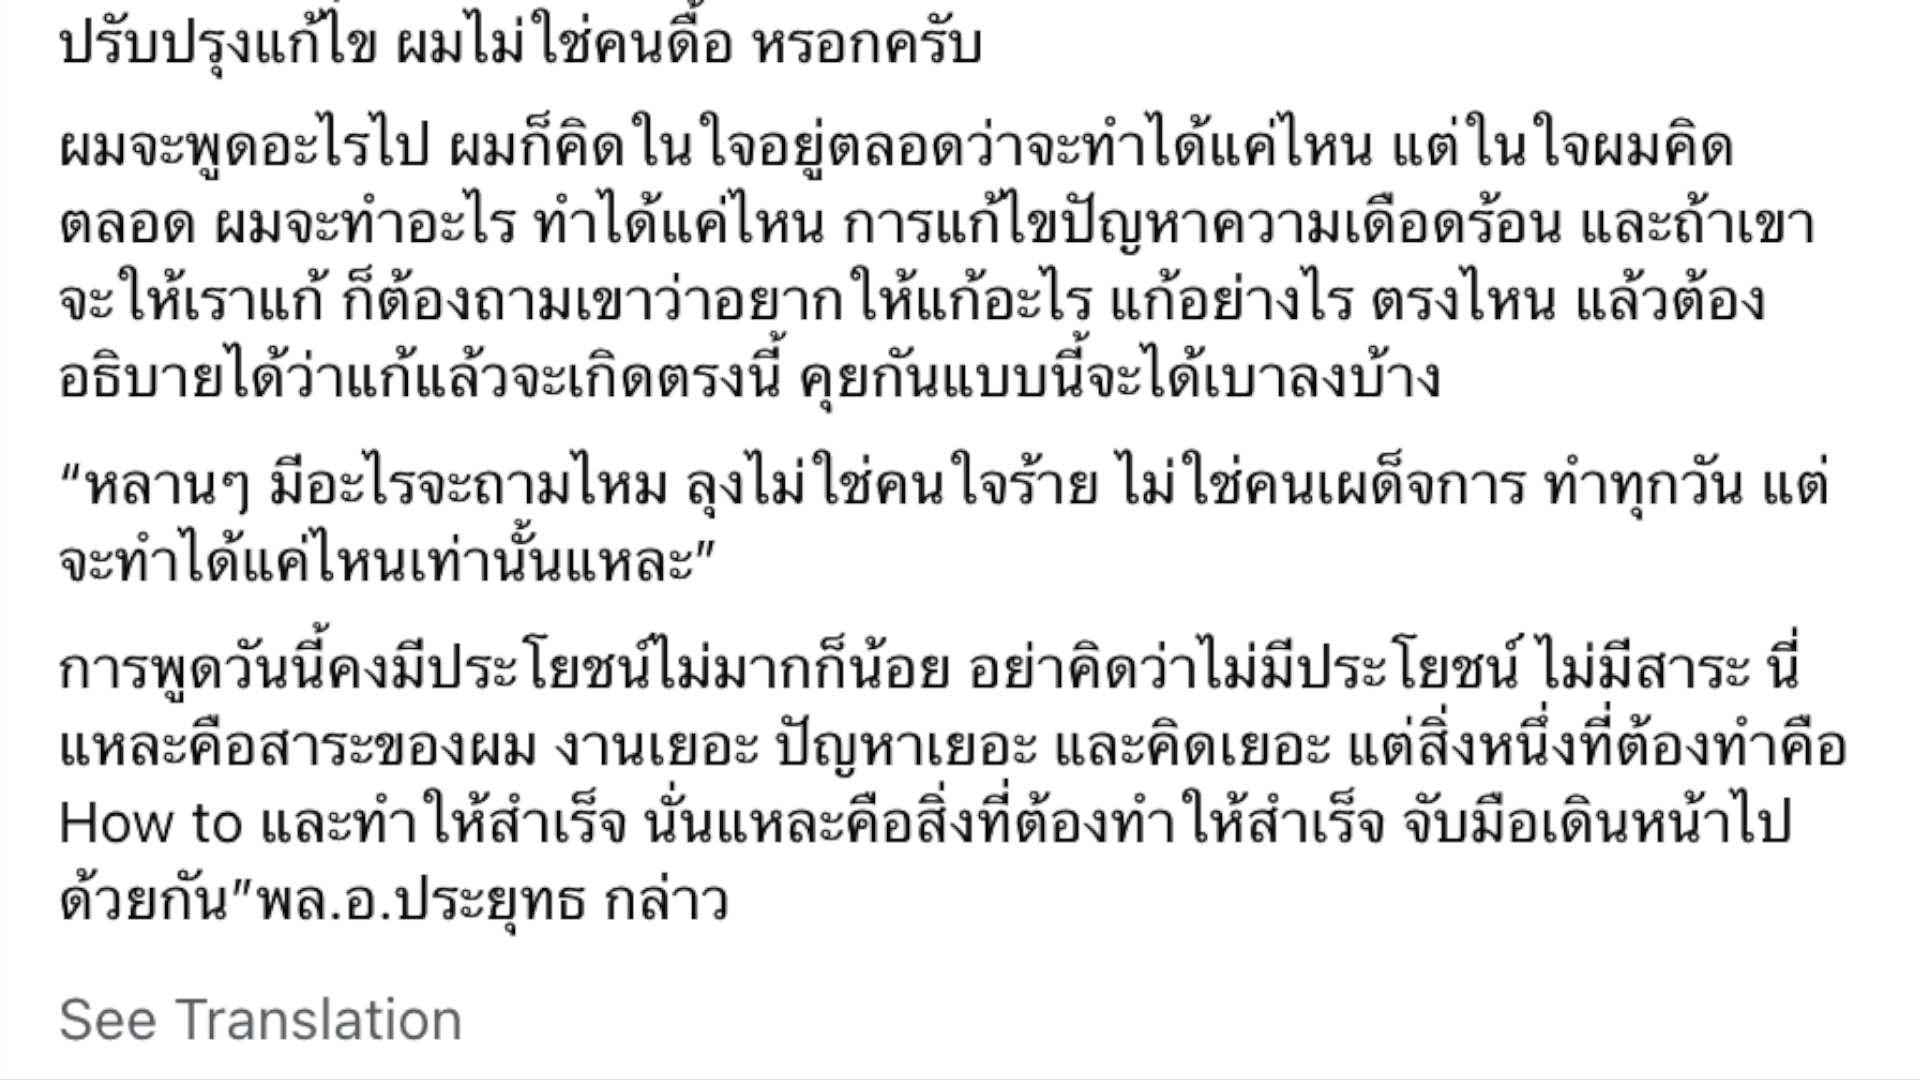 ปรับปรุงแก้ไข ผมไม่ใช่คนดื้อ หรอกครับ
ผมจะพูดอะไรไป ผมก็คิดในใจอยู่ตลอดว่าจะทำได้แค่ไหน แต่ในใจผมคิด
ตลอด ผมจะทำอะไร ทำได้แค่ไหน การแก้ไขปัญหาความเดือดร้อน และถ้าเขา
จะให้เราแก้ ก็ต้องถามเขาว่าอยากให้แก้อะไร แก้อย่างไร ตรงไหน แล้วต้อง
อธิบายได้ว่าแก้แล้วจะเกิดตรงนี้ คุยกันแบบนี้จะได้เบาลงบ้าง
“หลานๆ มีอะไรจะถามไหม ลุงไม่ใช่คนใจร้าย ไม่ใช่คนเผด็จการ ทำทุกวัน แต่
จะทำได้แค่ไหนเท่านั้นแหละ”
การพูดวันนี้คงมีประโยชน์ไม่มากก็น้อย อย่าคิดว่าไม่มีประโยชน์ ไม่มีสาระ นี่
แหละคือสาระของผม งานเยอะ ปัญหาเยอะ และคิดเยอะ แต่สิ่งหนึ่งที่ต้องทำคือ
How to และทำให้สำเร็จ นั่นแหละคือสิ่งที่ต้องทำให้สำเร็จ จับมือเดินหน้าไป
ด้วยกัน”พล.อ.ประยุทธ กล่าว
See Translation